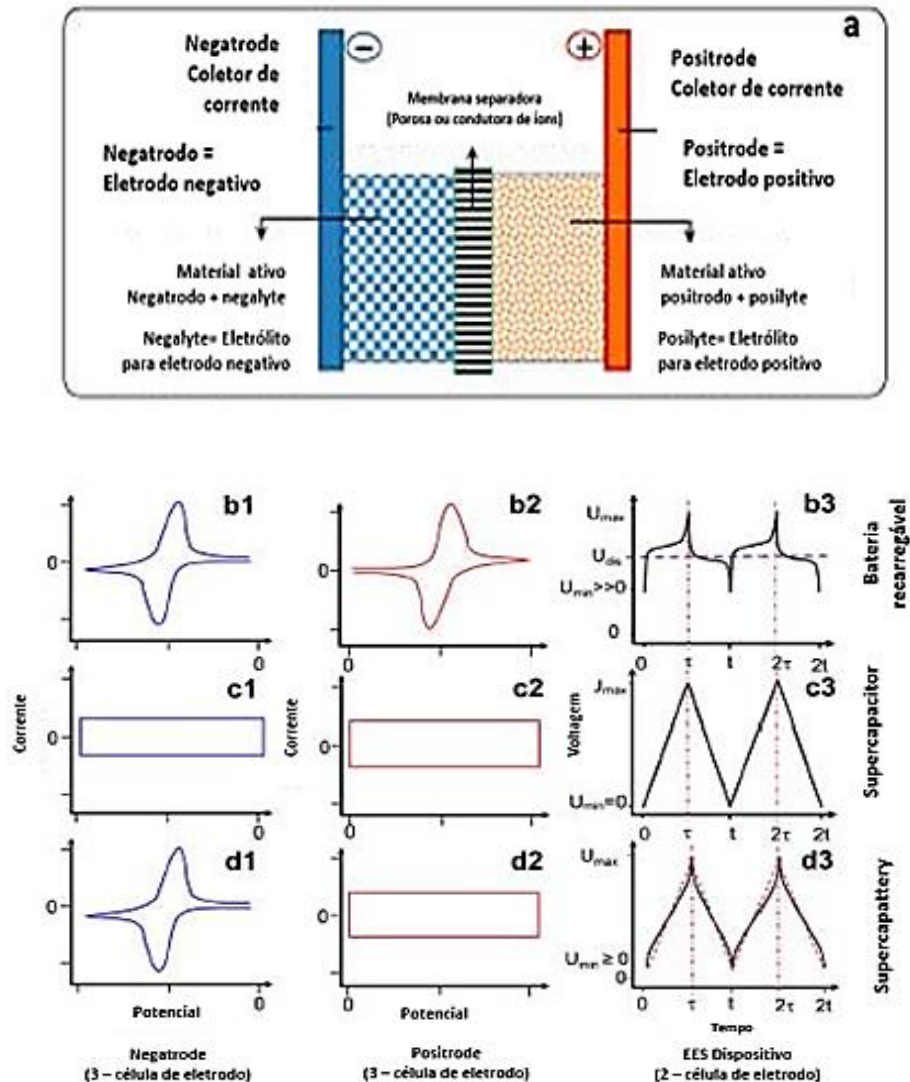 a
Negatrode
Coletor de
corrente
−
+
Positrode
Coletor de corrente
Membrana separadora
(Porosa ou condutora de íons)
Negatrodo =
Eletrodo negativo
Positrode =
Eletrodo positivo
Material ativo
Negatrodo + negalyte
Material ativo
positrodo + posilyte
Negalyte= Eletrólito
para eletrodo negativo
Posilyte= Eletrólito
para eletrodo positivo
b1
0
0
b2
0
0
b3
Umax
Udis
Umin>>0
0
0 τ t 2τ 2t
Bateria
recarregável
c1
Corrente
0
0
c2
Corrente
0
0
c3
Voltagem
Jmax
Umin=0
0 τ t 2τ 2t
Supercapacitor
d1
0
0
Potencial
d2
0
0
Potencial
d3
Umax
Umin ≥ 0
0
0 τ t 2τ 2t
Tempo
Supercapattery
Negatrode
(3 – célula de eletrodo)
Positrode
(3 – célula de eletrodo)
EES Dispositivo
(2 – célula de eletrodo)